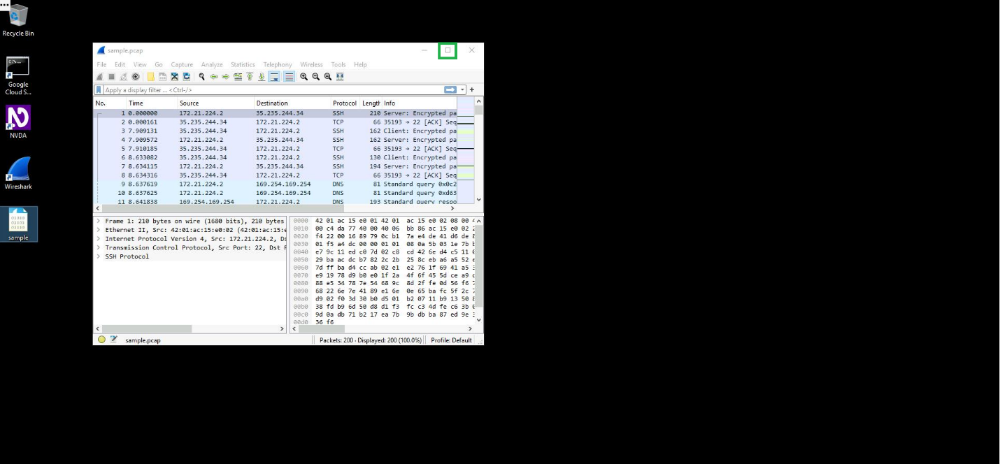 Recycle Bin
Google
Cloud S...
NVDA
Wireshark
sample
sample.pcap
File Edit View Go Capture Analyze Statistics Telephony Wireless Tools Help
Apply a display filter ... <Ctrl-/>
No. Time Source Destination Protocol Length Info
1 0.000000 172.21.224.2 35.235.244.34 SSH 210 Server: Encrypted pa
2 0.000161 35.235.244.34 172.21.224.2 TCP 66 35193 → 22 [ACK] Seq
3 7.909131 35.235.244.34 172.21.224.2 SSH 162 Client: Encrypted pa
4 7.909572 172.21.224.2 35.235.244.34 SSH 162 Server: Encrypted pa
5 7.910185 35.235.244.34 172.21.224.2 TCP 66 35193 → 22 [ACK] Seq
6 8.633082 35.235.244.34 172.21.224.2 SSH 130 Client: Encrypted pa
7 8.634115 172.21.224.2 35.235.244.34 SSH 194 Server: Encrypted pa
8 8.634316 35.235.244.34 172.21.224.2 TCP 66 35193 → 22 [ACK] Seq
9 8.637619 172.21.224.2 169.254.169.254 DNS 81 Standard query 0x0c2
10 8.637625 172.21.224.2 169.254.169.254 DNS 81 Standard query 0xd63
11 8.641838 169.254.169.254 172.21.224.2 DNS 193 Standard query respo
Frame 1: 210 bytes on wire (1680 bits), 210 bytes
Ethernet II, Src: 42:01:ac:15:e0:02 (42:01:ac:15:e
Internet Protocol Version 4, Src: 172.21.224.2, Ds
Transmission Control Protocol, Src Port: 22, Dst P
SSH Protocol
0000 42 01 ac 15 e0 01 42 01 ac 15 e0 02 08 00 4
0010 00 c4 da 77 40 00 40 06 bb 86 ac 15 e0 02 2
0020 f4 22 00 16 89 79 0c b1 7a e4 de 41 d6 de 8
0030 01 f5 a4 dc 00 00 01 01 08 0a 5b 03 1e 7b b
0040 e7 9c 11 ed c0 7d 02 c8 cd 42 6e d4 c5 11 0
0050 29 ba ac dc b7 82 2c 2b 25 8c eb a6 a5 52 e
0060 7d ff ba d4 cc ab 02 e1 e2 76 1f 69 41 a5 3
0070 e9 19 78 d9 b0 e0 1f 2a 4f 6f 45 5d ce a9 c
0080 88 e5 34 78 7e 54 68 9c 8d 2f fe 0d 56 f6 7
0090 68 22 6e 7e 41 89 e1 6e 0e 65 ba fc 5f 2c 7
00a0 d9 02 f0 3d 30 b0 d5 01 b2 07 11 b9 13 50 8
00b0 38 fd b9 6d 50 d8 d1 f3 fc c3 4d fe c6 3b 0
00c0 9d 0a db 71 b2 17 ea 7b 9b db ba 87 ed 9e 3
00d0 36 f6
sample.pcap Packets: 200 · Displayed: 200 (100.0%) Profile: Default